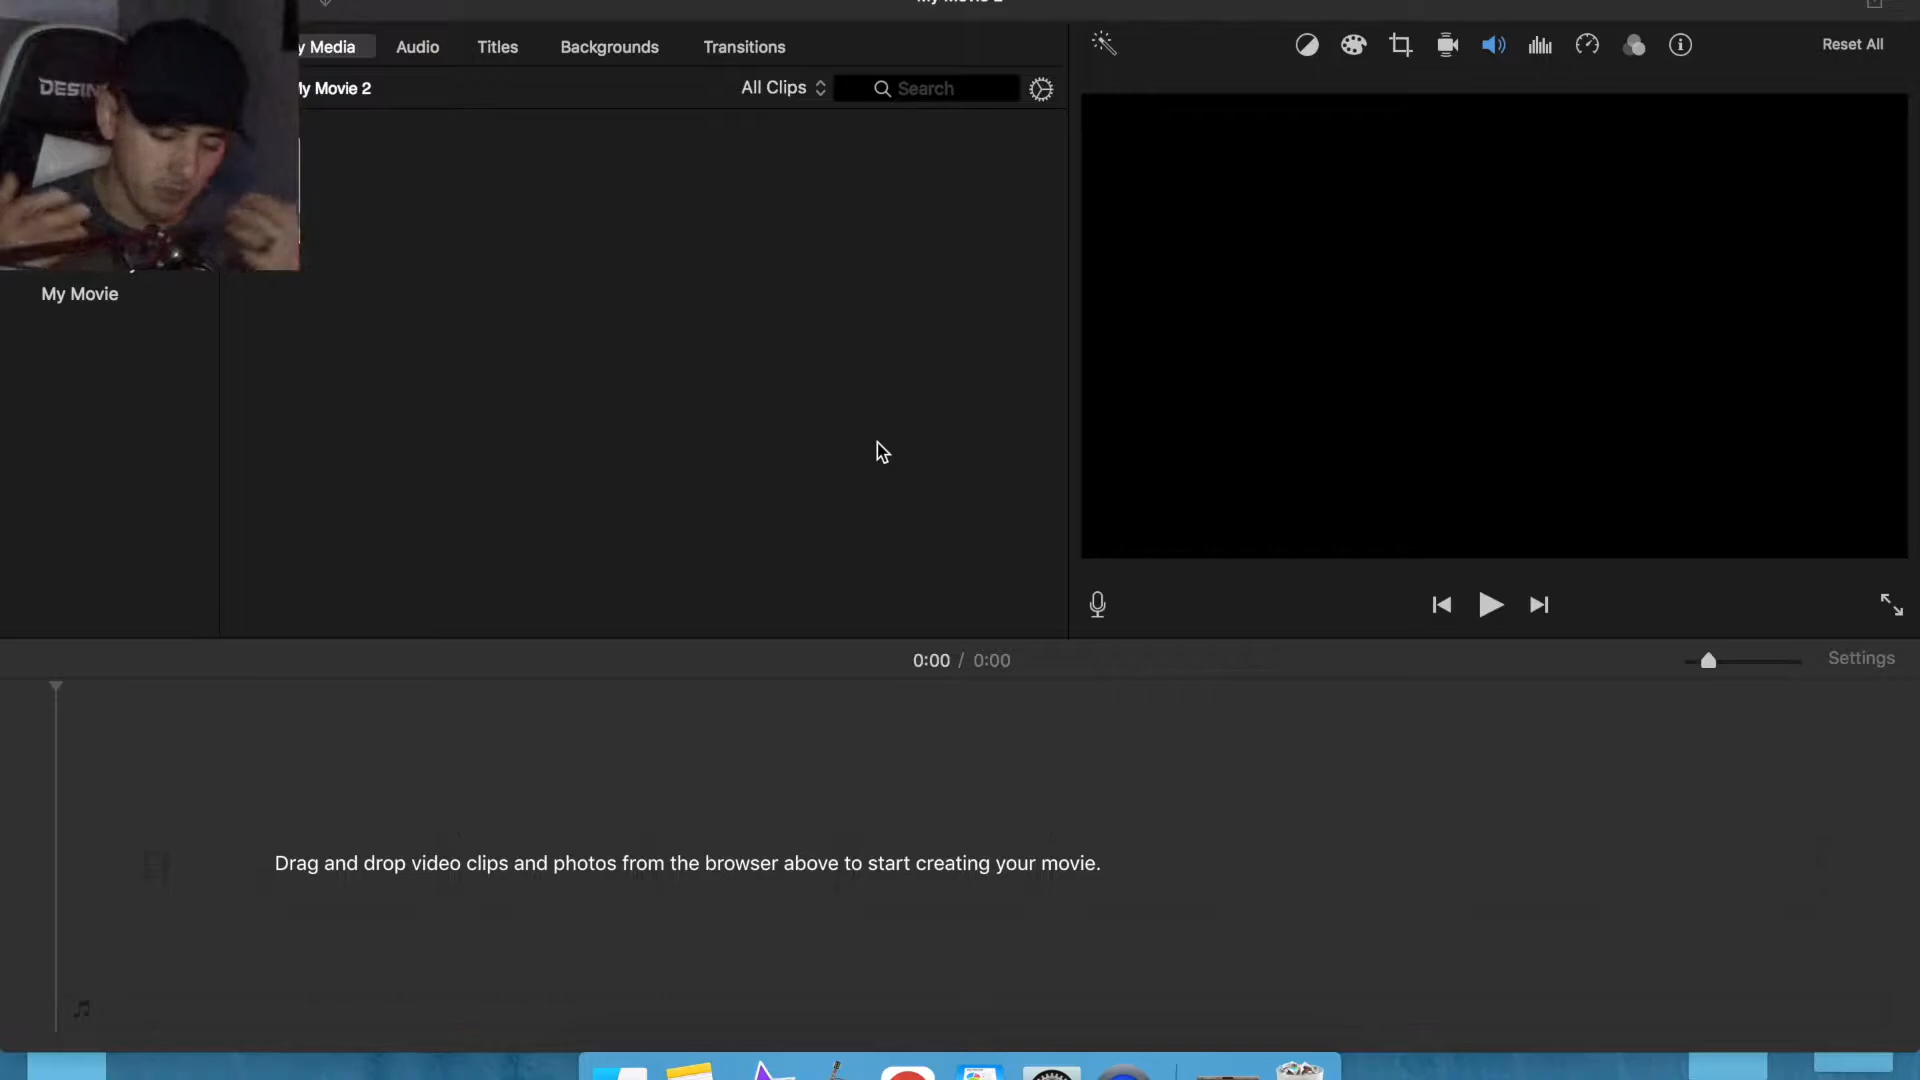 y Media Audio Titles Backgrounds Transitions Reset All
My Movie 2 All Clips Search
DESIN
My Movie
0:00 / 0:00 Settings
Drag and drop video clips and photos from the browser above to start creating your movie.